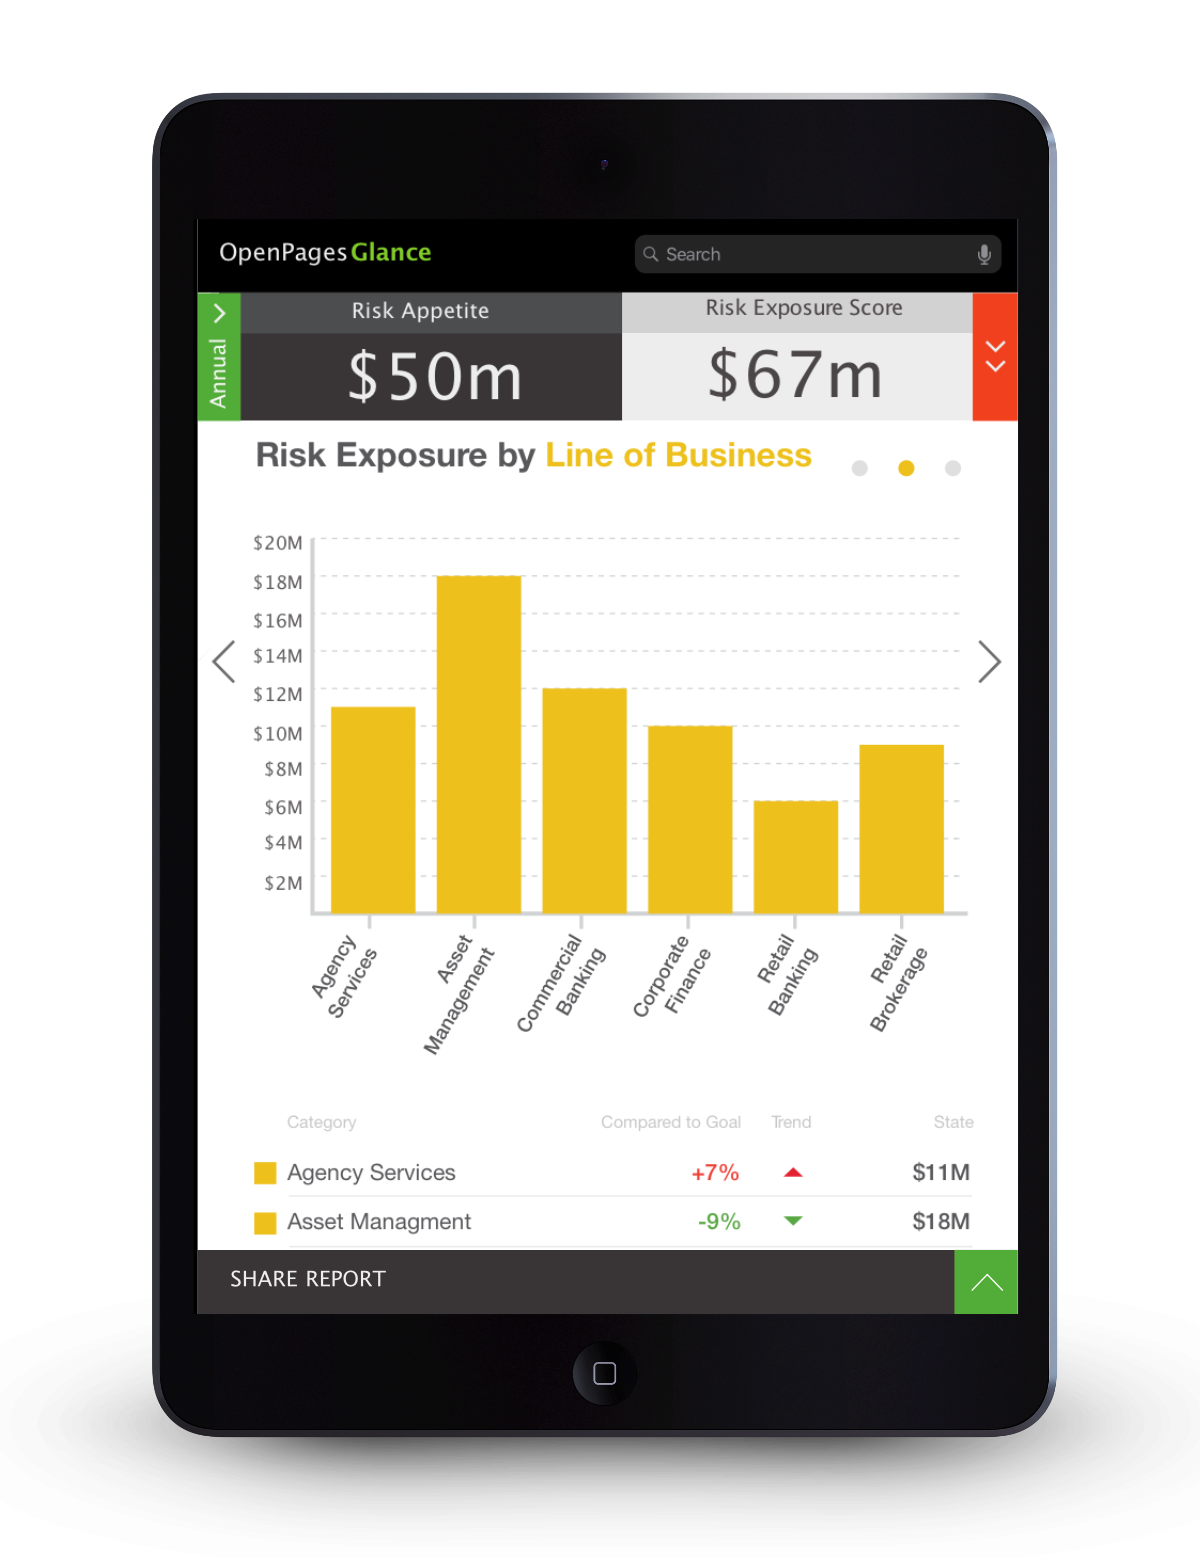 OpenPages Glance
Search
Annual
Risk Appetite
$50m
Risk Exposure Score
$67m
Risk Exposure by Line of Business
$20M
$18M
$16M
$14M
$12M
$10M
$8M
$6M
$4M
$2M
Agency
Services
Asset
Management
Commercial
Banking
Corporate
Finance
Retail
Banking
Retail
Brokerage
Category Compared to Goal Trend State
Agency Services +7% $11M
Asset Managment -9% $18M
SHARE REPORT